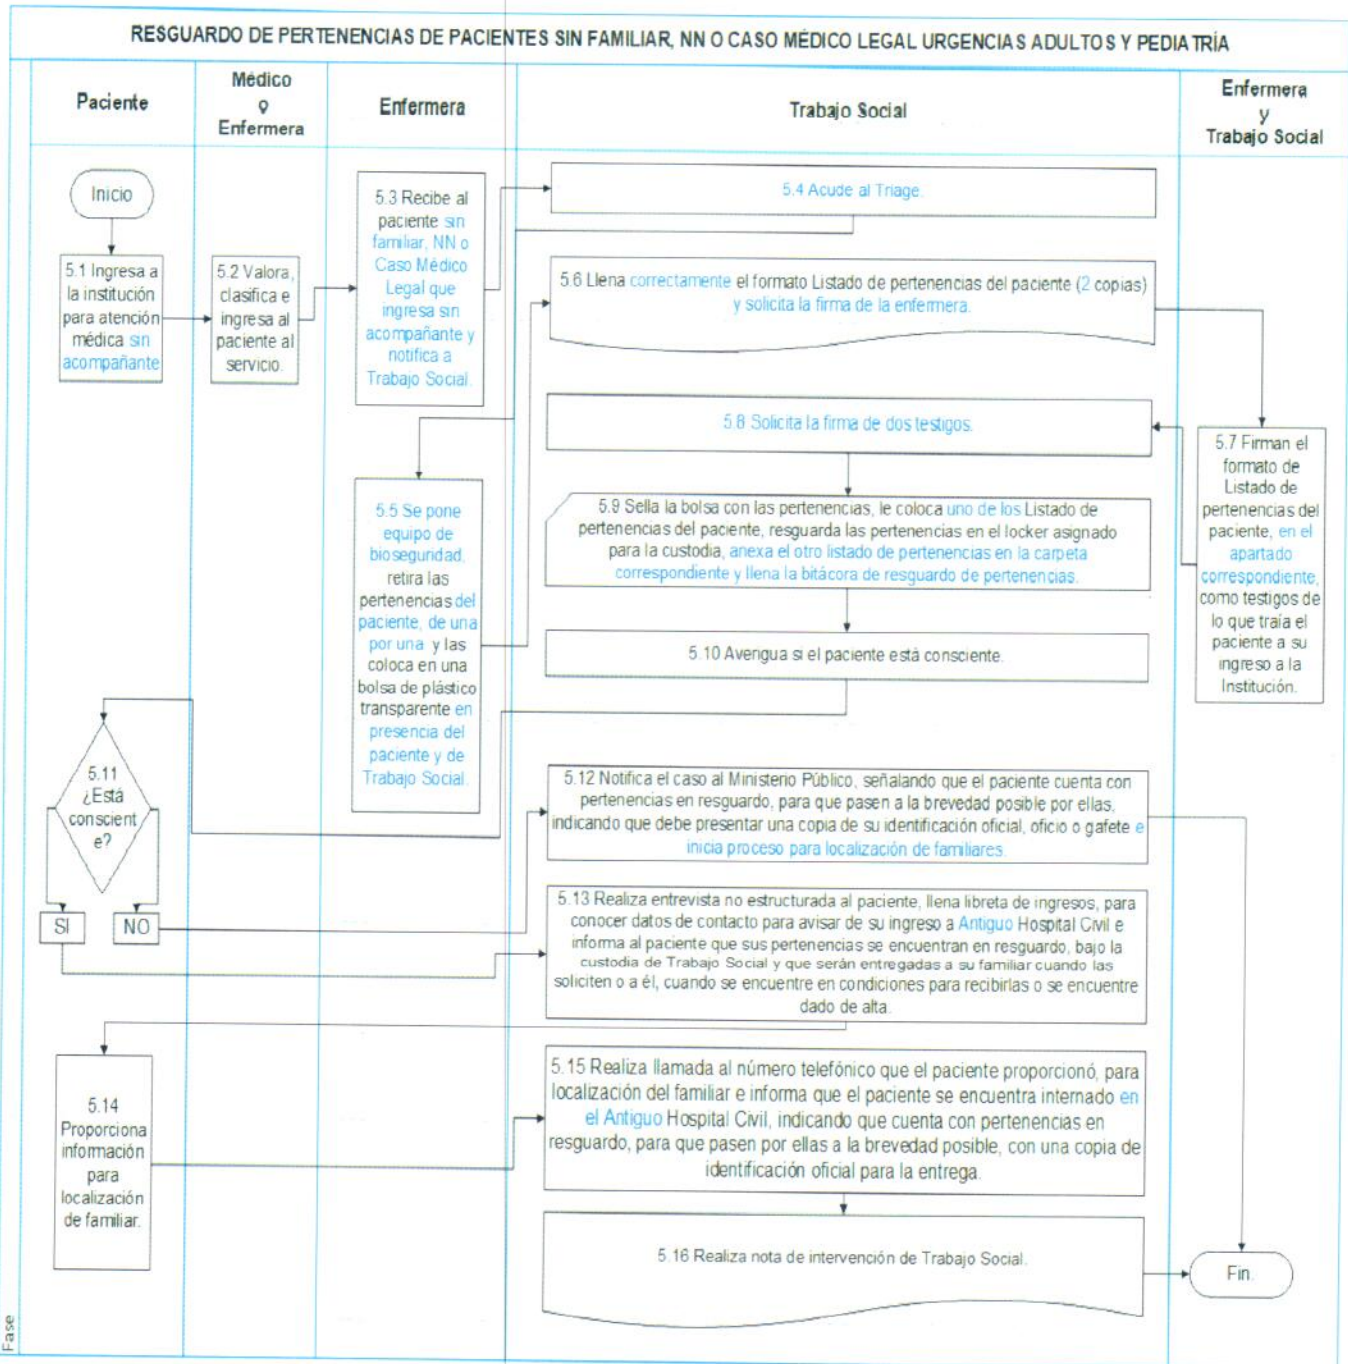 RESGUARDO DE PERTENENCIAS DE PACIENTES SIN FAMILIAR, NN O CASO MÉDICO LEGAL URGENCIAS ADULTOS Y PEDIATRÍA
Paciente
Médico
o
Enfermera
Enfermera
Trabajo Social
Enfermera
y
Trabajo Social
Inicio
5.1 Ingresa a
la institución
para atención
médica sin
acompañante
5.2 Valora,
clasifica e
ingresa al
paciente al
servicio.
5.3 Recibe al
paciente sin
familiar, NN o
Caso Médico
Legal que
ingresa sin
acompañante y
notifica a
Trabajo Social.
5.4 Acude al Triage.
5.5 Se pone
equipo de
bioseguridad,
retira las
pertenencias del
paciente, de una
por una y las
coloca en una
bolsa de plástico
transparente en
presencia del
paciente y de
Trabajo Social.
5.6 Llena correctamente el formato Listado de pertenencias del paciente (2 copias)
y solicita la firma de la enfermera.
5.7 Firman el
formato de
Listado de
pertenencias del
paciente, en el
apartado
correspondiente,
como testigos de
lo que traía el
paciente a su
ingreso a la
Institución.
5.8 Solicita la firma de dos testigos.
5.9 Sella la bolsa con las pertenencias, le coloca uno de los Listado de
pertenencias del paciente, resguarda las pertenencias en el locker asignado
para la custodia, anexa el otro listado de pertenencias en la carpeta
correspondiente y llena la bitácora de resguardo de pertenencias.
5.10 Averigua si el paciente está consciente.
5.11
¿Está
conscient
e?
SI
NO
5.12 Notifica el caso al Ministerio Público, señalando que el paciente cuenta con
pertenencias en resguardo, para que pasen a la brevedad posible por ellas,
indicando que debe presentar una copia de su identificación oficial, oficio o gafete e
inicia proceso para localización de familiares.
5.13 Realiza entrevista no estructurada al paciente, llena libreta de ingresos, para
conocer datos de contacto para avisar de su ingreso a Antiguo Hospital Civil e
informa al paciente que sus pertenencias se encuentran en resguardo, bajo la
custodia de Trabajo Social y que serán entregadas a su familiar cuando las
soliciten o a él, cuando se encuentre en condiciones para recibirlas o se encuentre
dado de alta.
5.14
Proporciona
información
para
localización
de familiar.
5.15 Realiza llamada al número telefónico que el paciente proporcionó, para
localización del familiar e informa que el paciente se encuentra internado en
el Antiguo Hospital Civil, indicando que cuenta con pertenencias en
resguardo, para que pasen por ellas a la brevedad posible, con una copia de
identificación oficial para la entrega.
5.16 Realiza nota de intervención de Trabajo Social.
Fin.
Fase